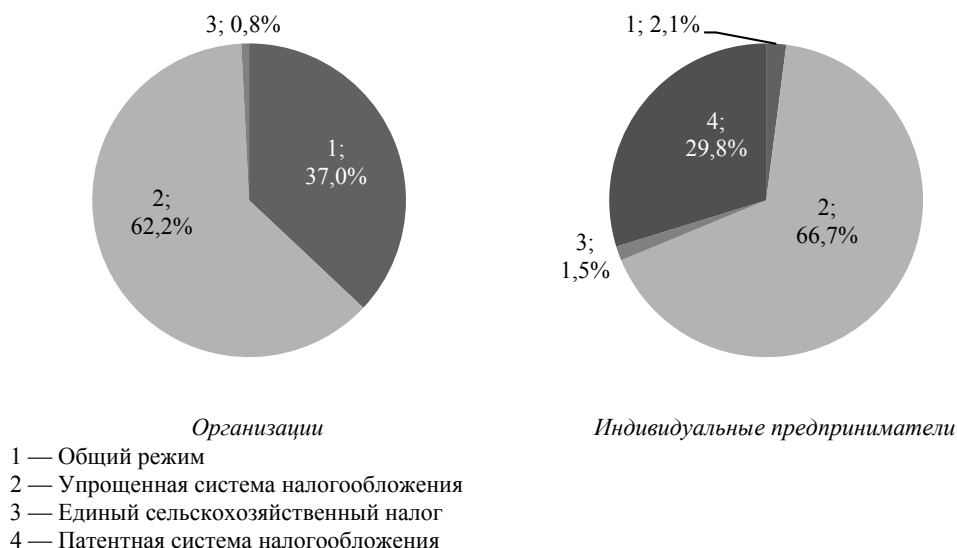 3; 0,8%
1;
37,0%
2;
62,2%
1; 2,1%
4;
29,8%
2;
66,7%
3;
1,5%
Организации
Индивидуальные предприниматели
1 — Общий режим
2 — Упрощенная система налогообложения
3 — Единый сельскохозяйственный налог
4 — Патентная система налогообложения